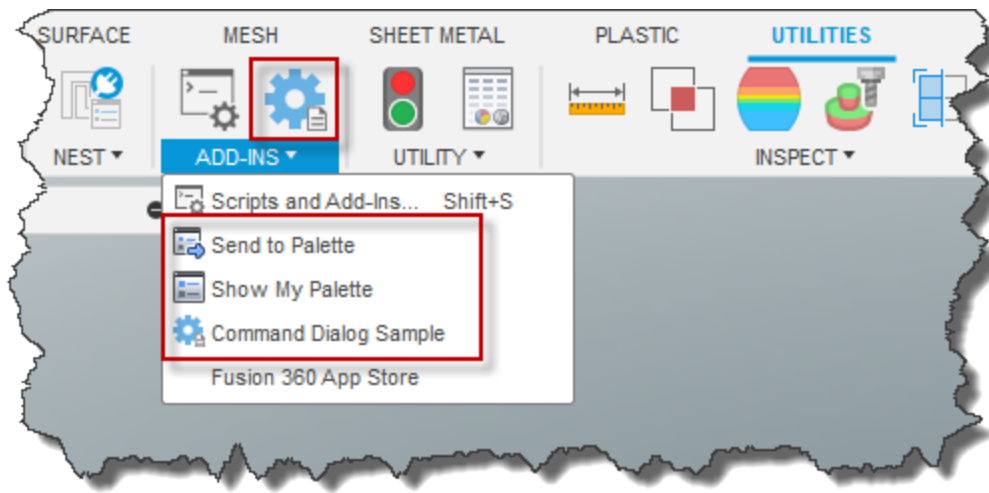 SURFACE MESH SHEET METAL PLASTIC UTILITIES
NEST ▾ ADD-INS ▾ UTILITY ▾ INSPECT ▾
Scripts and Add-Ins... Shift+S
Send to Palette
Show My Palette
Command Dialog Sample
Fusion 360 App Store